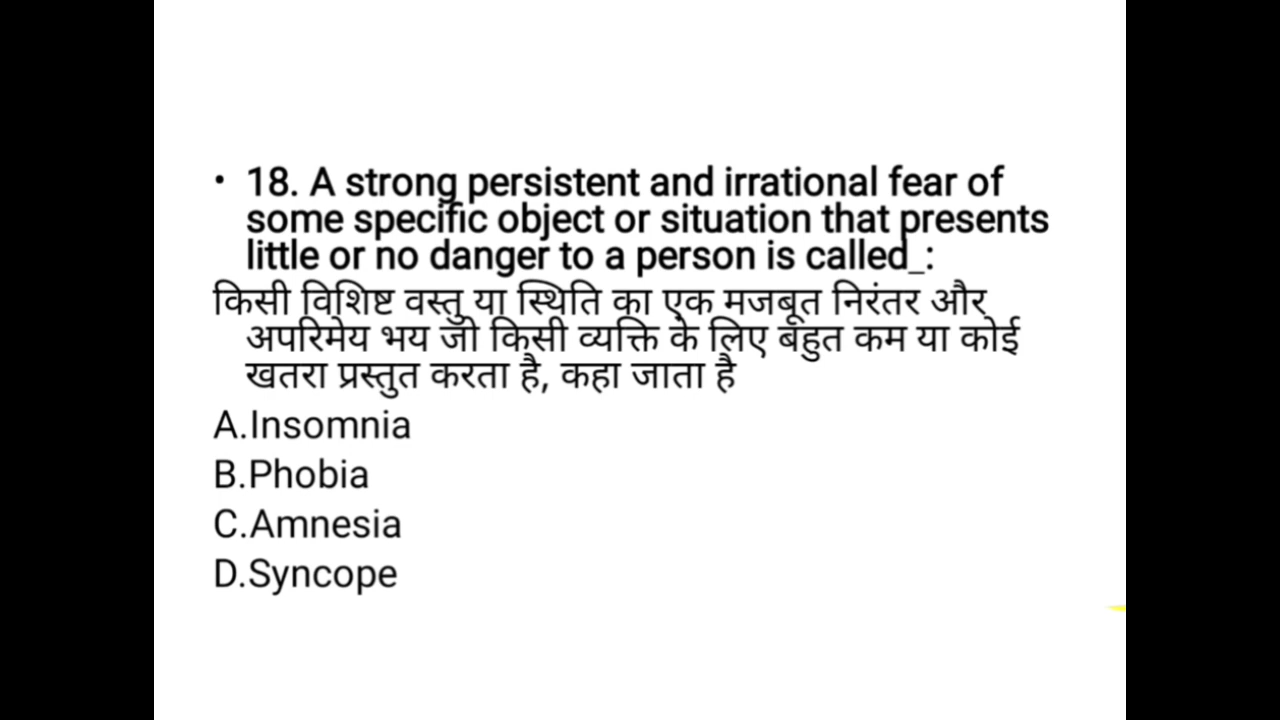 • 18. A strong persistent and irrational fear of
some specific object or situation that presents
little or no danger to a person is called_:
किसी विशिष्ट वस्तु या स्थिति का एक मजबूत निरंतर और
अपरिमेय भय जो किसी व्यक्ति के लिए बहुत कम या कोई
खतरा प्रस्तुत करता है, कहा जाता है
A.Insomnia
B.Phobia
C.Amnesia
D.Syncope